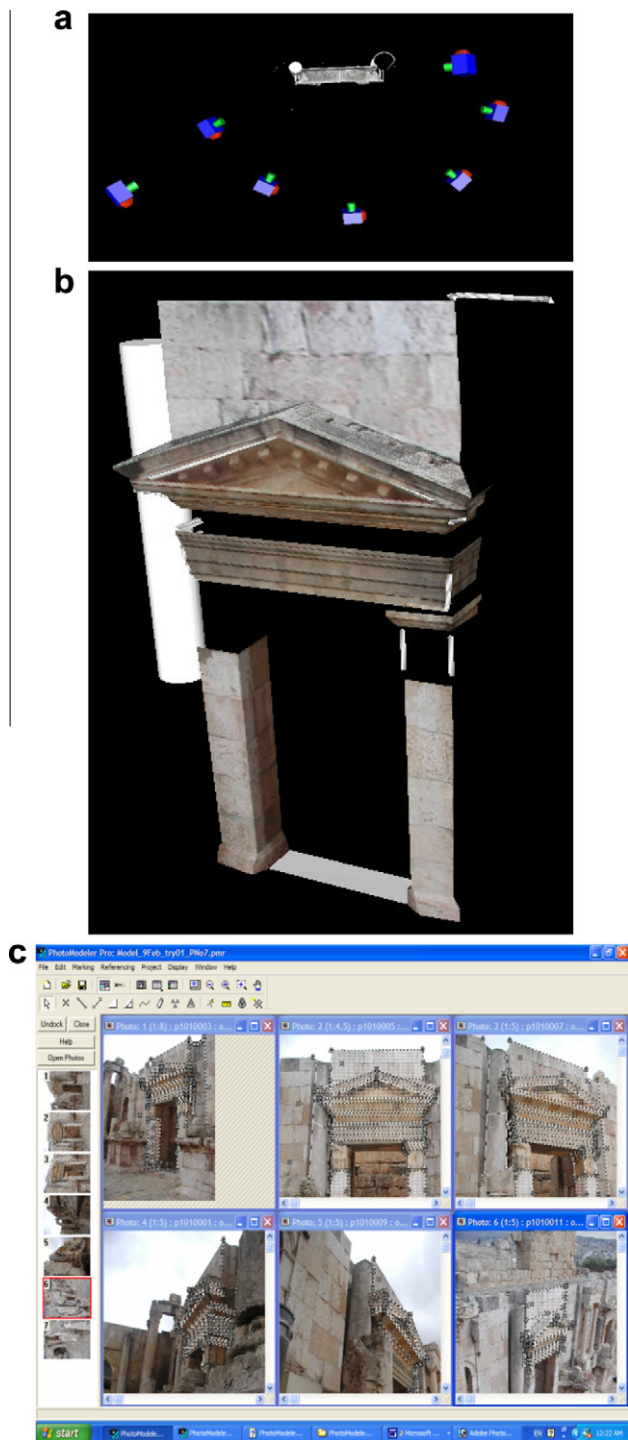 a
b
c
PhotoModeler Pro: Model_9Feb_try01_PNo7.pmr
File Edit Marking Referencing Project Display Window Help
Undock Close
Help
Open Photos
Photo: 1 (1:8) : p1010003 : o...
Photo: 2 (1:4.5) : p1010005 : ...
Photo: 3 (1:5) : p1010007 : o...
1
2
3
4
5
6
7
Photo: 4 (1:5) : p1010001 : o...
Photo: 5 (1:5) : p1010009 : o...
Photo: 6 (1:5) : p1010011 : o...
start PhotoModele... PhotoModele... PhotoModele... PhotoModele... 2 Microsoft ... Adobe Photo... EN 12:22 AM